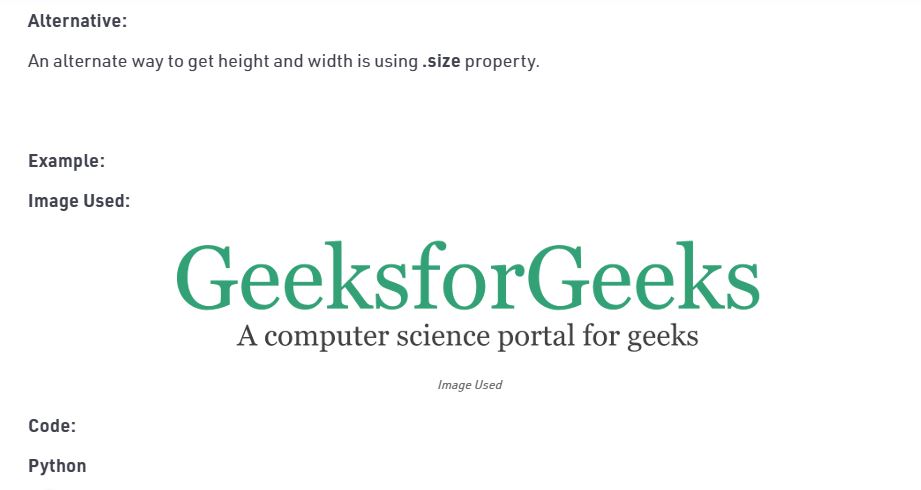 Alternative:
An alternate way to get height and width is using .size property.
Example:
Image Used:
GeeksforGeeks
A computer science portal for geeks
Image Used
Code:
Python